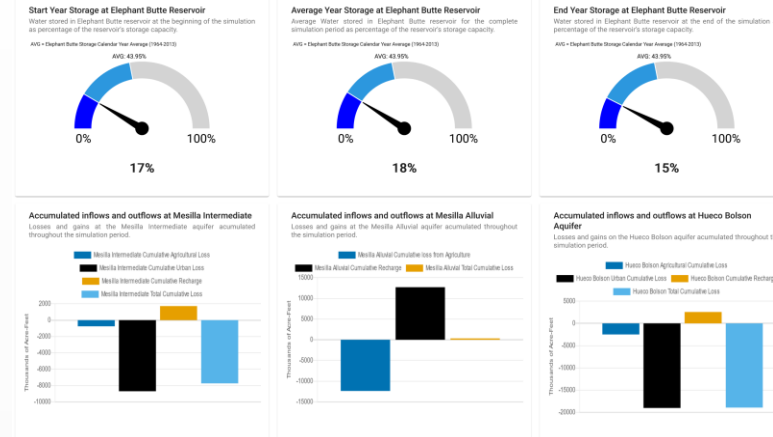 Start Year Storage at Elephant Butte Reservoir
Water stored in Elephant Butte reservoir at the beginning of the simulation
as percentage of the reservoir's storage capacity.
AVG = Elephant Butte Storage Calendar Year Average (1964-2013)
AVG: 43.95%
0%
100%
17%
Average Year Storage at Elephant Butte Reservoir
Average Water stored in Elephant Butte reservoir for the complete
simulation period as percentage of the reservoir's storage capacity.
AVG = Elephant Butte Storage Calendar Year Average (1964-2013)
AVG: 43.95%
0%
100%
18%
End Year Storage at Elephant Butte Reservoir
Water stored in Elephant Butte reservoir at the end of the simulation
percentage of the reservoir's storage capacity.
AVG = Elephant Butte Storage Calendar Year Average (1964-2013)
AVG: 43.95%
0%
100%
15%
Accumulated inflows and outflows at Mesilla Intermediate
Losses and gains at the Mesilla Intermediate aquifer acumulated
throughout the simulation period.
Mesilla Intermediate Cumulative Agricultural Loss
Mesilla Intermediate Cumulative Urban Loss
Mesilla Intermediate Cumulative Recharge
Mesilla Intermediate Total Cumulative Loss
Thousands of Acre-Feet
2000
0
-2000
-4000
-6000
-8000
-10000
Accumulated inflows and outflows at Mesilla Alluvial
Losses and gains at the Mesilla Alluvial aquifer acumulated throughout
the simulation period.
Mesilla Alluvial Cumulative loss from Agriculture
Mesilla Alluvial Cumulative Recharge
Mesilla Alluvial Total Cumulative Loss
Thousands of Acre-Feet
15000
10000
5000
0
-5000
-10000
-15000
Accumulated inflows and outflows at Hueco Bolson
Aquifer
Losses and gains on the Hueco Bolson aquifer acumulated throughout t
simulation period.
Hueco Bolson Agricultural Cumulative Loss
Hueco Bolson Urban Cumulative Loss
Hueco Bolson Cumulative Recharg
Hueco Bolson Total Cumulative Loss
Thousands of Acre-Feet
5000
0
-5000
-10000
-15000
-20000